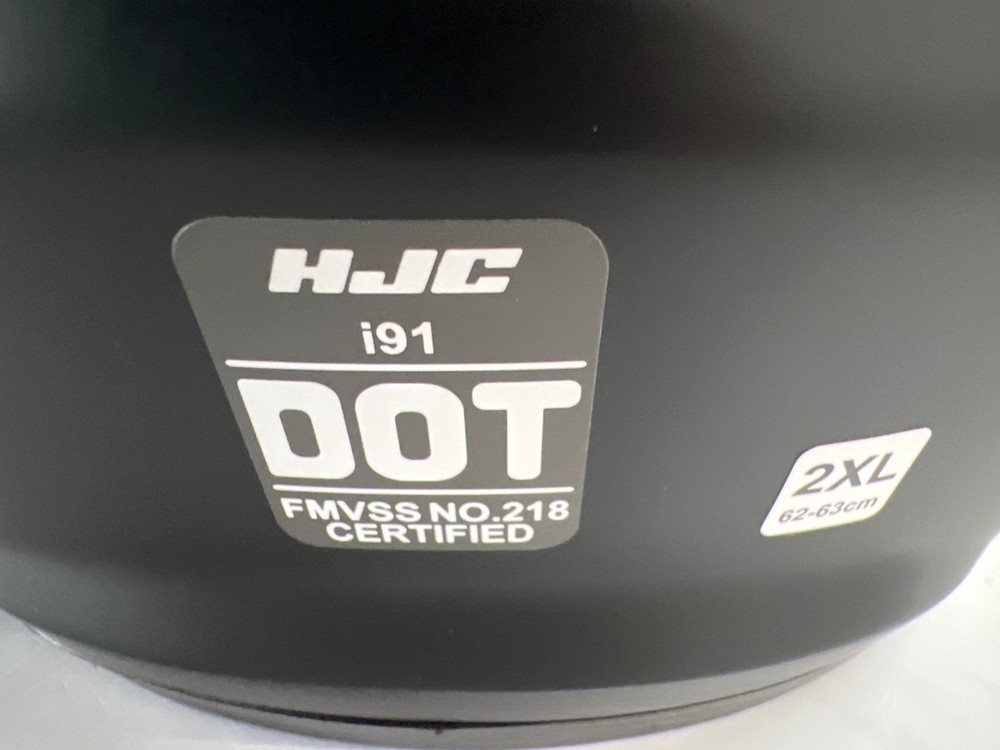 HJC
i91
DOT
FMVSS NO.218
CERTIFIED
2XL
62-63cm